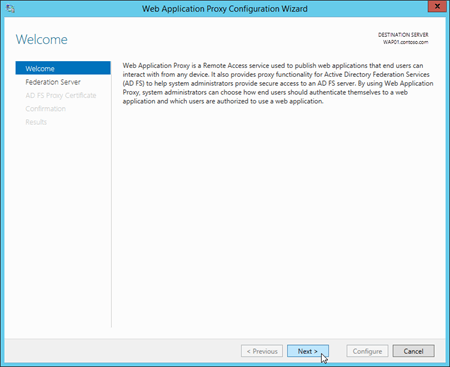 Web Application Proxy Configuration Wizard
x
Welcome
DESTINATION SERVER
WAP01.contoso.com
Welcome
Federation Server
AD FS Proxy Certificate
Confirmation
Results
Web Application Proxy is a Remote Access service used to publish web applications that end users can
interact with from any device. It also provides proxy functionality for Active Directory Federation Services
(AD FS) to help system administrators provide secure access to an AD FS server. By using Web Application
Proxy, system administrators can choose how end users should authenticate themselves to a web
application and which users are authorized to use a web application.
< Previous
Next >
Configure
Cancel